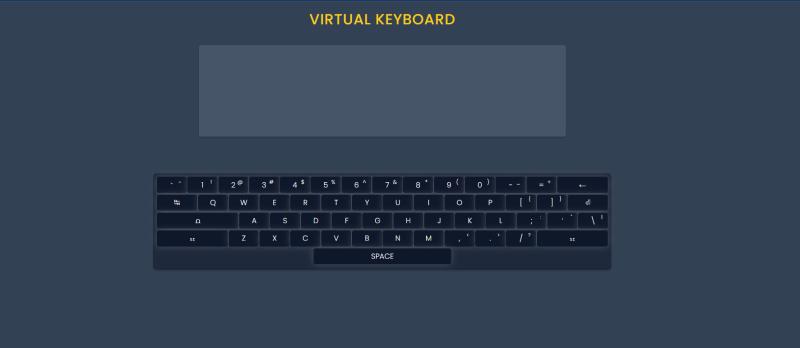 VIRTUAL KEYBOARD
1 ! 2 @ 3 # 4 $ 5 % 6 ^ 7 & 8 * 9 ( 0 ) - = + ←
Q W E R T Y U I O P [ { ] }
A S D F G H J K L ; : ' \ |
Z X C V B N M , . / ?
SPACE